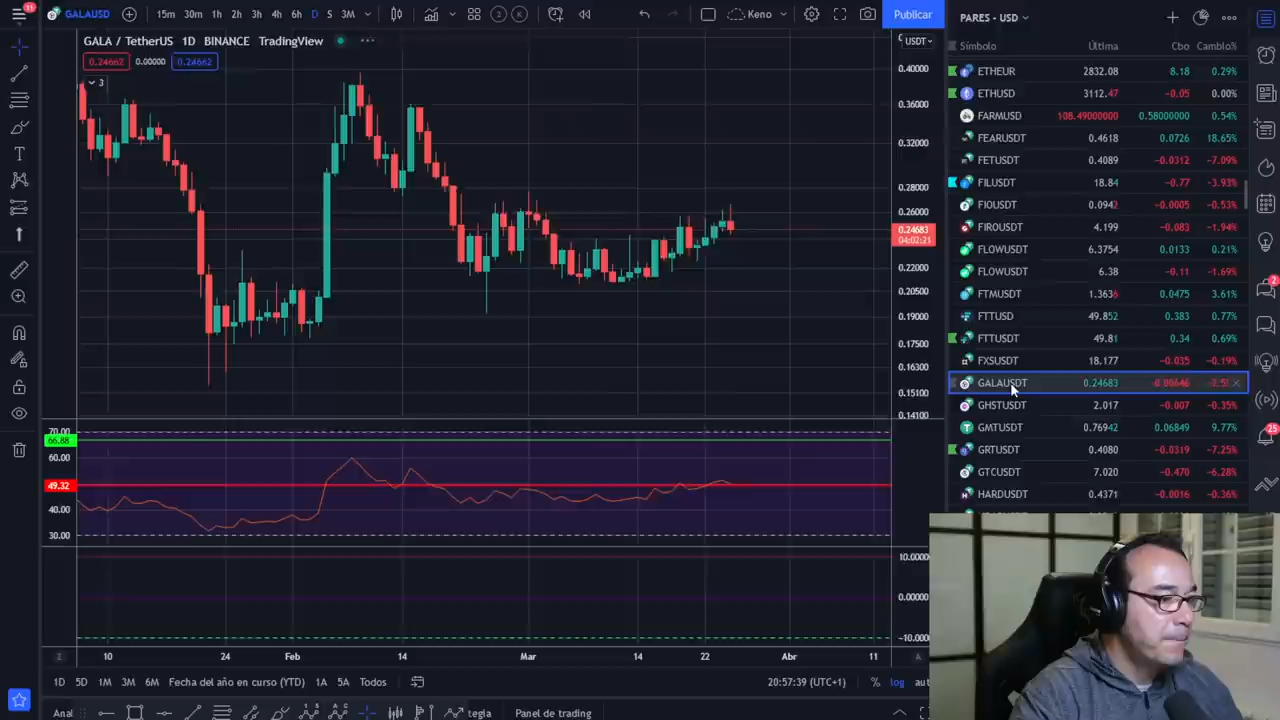 11
GALAUSD
15m 30m 1h 2h 3h 4h 6h D S 3M
Keno
Publicar
PARES - USD
GALA / TetherUS 1D BINANCE TradingView
0.24662 0.00000 0.24662
3
USDT
0.40000
0.36000
0.32000
0.28000
0.26000
0.24683
04:02:21
0.22000
0.20500
0.19000
0.17500
0.16300
0.15100
0.14100
Símbolo Última Cbo Cambio%
ETHEUR 2832.08 8.18 0.29%
ETHUSD 3112.47 −0.05 0.00%
FARMUSD 108.49000000 0.58000000 0.54%
FEARUSDT 0.4618 0.0726 18.65%
FETUSDT 0.4089 −0.0312 −7.09%
FILUSDT 18.84 −0.77 −3.93%
FIOUSDT 0.0942 −0.0005 −0.53%
FIROUSDT 4.199 −0.083 −1.94%
FLOWUSDT 6.3754 0.0133 0.21%
FLOWUSDT 6.38 −0.11 −1.69%
FTMUSDT 1.3636 0.0475 3.61%
FTTUSD 49.852 0.383 0.77%
FTTUSDT 49.81 0.34 0.69%
FXSUSDT 18.177 −0.035 −0.19%
GALAUSDT 0.24683 −0.00646
GHSTUSDT 2.017 −0.007 −0.35%
GMTUSDT 0.76942 0.06849 9.77%
GRTUSDT 0.4080 −0.0319 −7.25%
GTCUSDT 7.020 −0.470 −6.28%
HARDUSDT 0.4371 −0.0016 −0.36%
2
25
70.00
66.88
60.00
49.32
40.00
30.00
10.0000
0.00000
−10.0000
Z 10 24 Feb 14 Mar 14 22 Abr 11 A
1D 5D 1M 3M 6M Fecha del año en curso (YTD) 1A 5A Todos
20:57:39 (UTC+1) % log aut
Anal
tegia Panel de trading